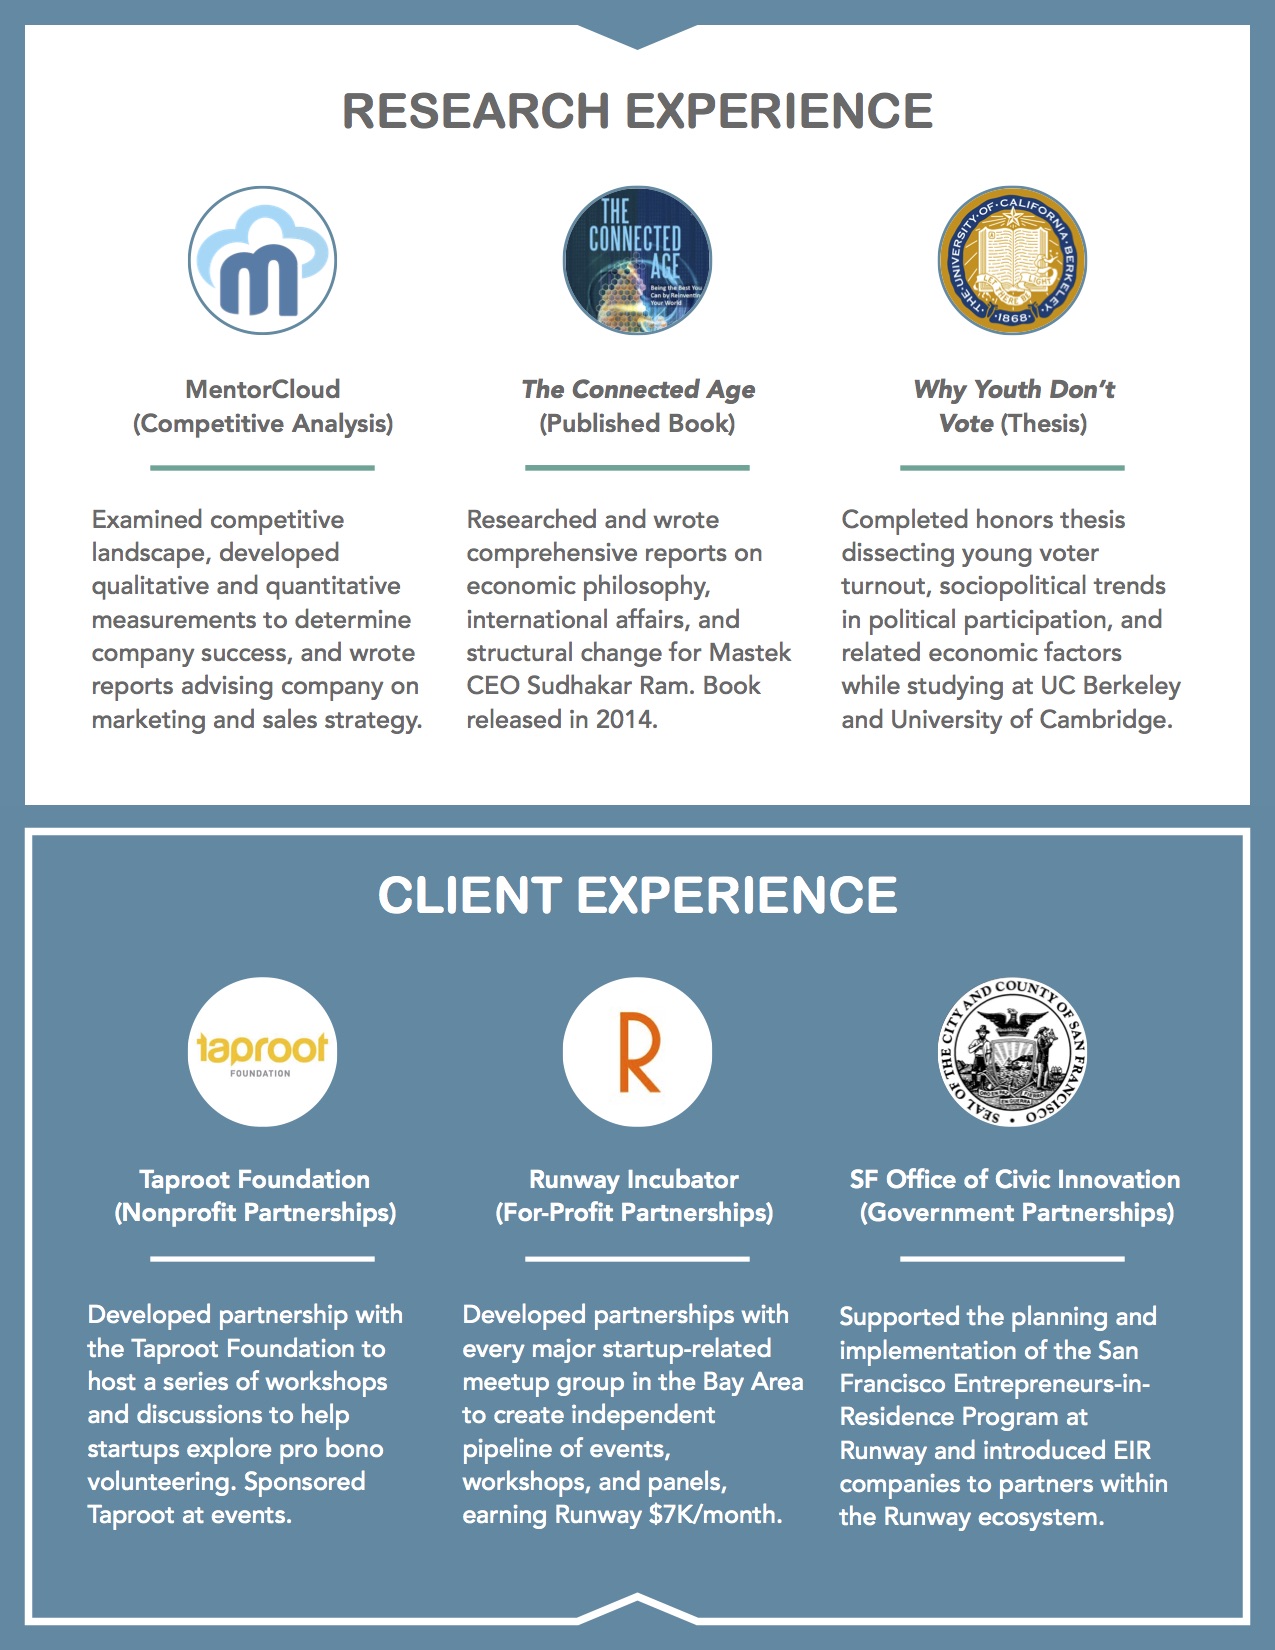 RESEARCH EXPERIENCE
m
THE
CONNECTED
AGE
Being the Best You
Can by Reinventin
Your World
THE·UNIVERSITY·OF·CALIFORNIA·BERKELEY
LET THERE BE LIGHT
·1868·
MentorCloud
(Competitive Analysis)
The Connected Age
(Published Book)
Why Youth Don’t
Vote (Thesis)
Examined competitive
landscape, developed
qualitative and quantitative
measurements to determine
company success, and wrote
reports advising company on
marketing and sales strategy.
Researched and wrote
comprehensive reports on
economic philosophy,
international affairs, and
structural change for Mastek
CEO Sudhakar Ram. Book
released in 2014.
Completed honors thesis
dissecting young voter
turnout, sociopolitical trends
in political participation, and
related economic factors
while studying at UC Berkeley
and University of Cambridge.
CLIENT EXPERIENCE
taproot
FOUNDATION
R
SEAL OF THE CITY AND COUNTY OF SAN FRANCISCO
ORO EN PAZ FIERRO
EN GUERRA
Taproot Foundation
(Nonprofit Partnerships)
Runway Incubator
(For-Profit Partnerships)
SF Office of Civic Innovation
(Government Partnerships)
Developed partnership with
the Taproot Foundation to
host a series of workshops
and discussions to help
startups explore pro bono
volunteering. Sponsored
Taproot at events.
Developed partnerships with
every major startup-related
meetup group in the Bay Area
to create independent
pipeline of events,
workshops, and panels,
earning Runway $7K/month.
Supported the planning and
implementation of the San
Francisco Entrepreneurs-in-
Residence Program at
Runway and introduced EIR
companies to partners within
the Runway ecosystem.